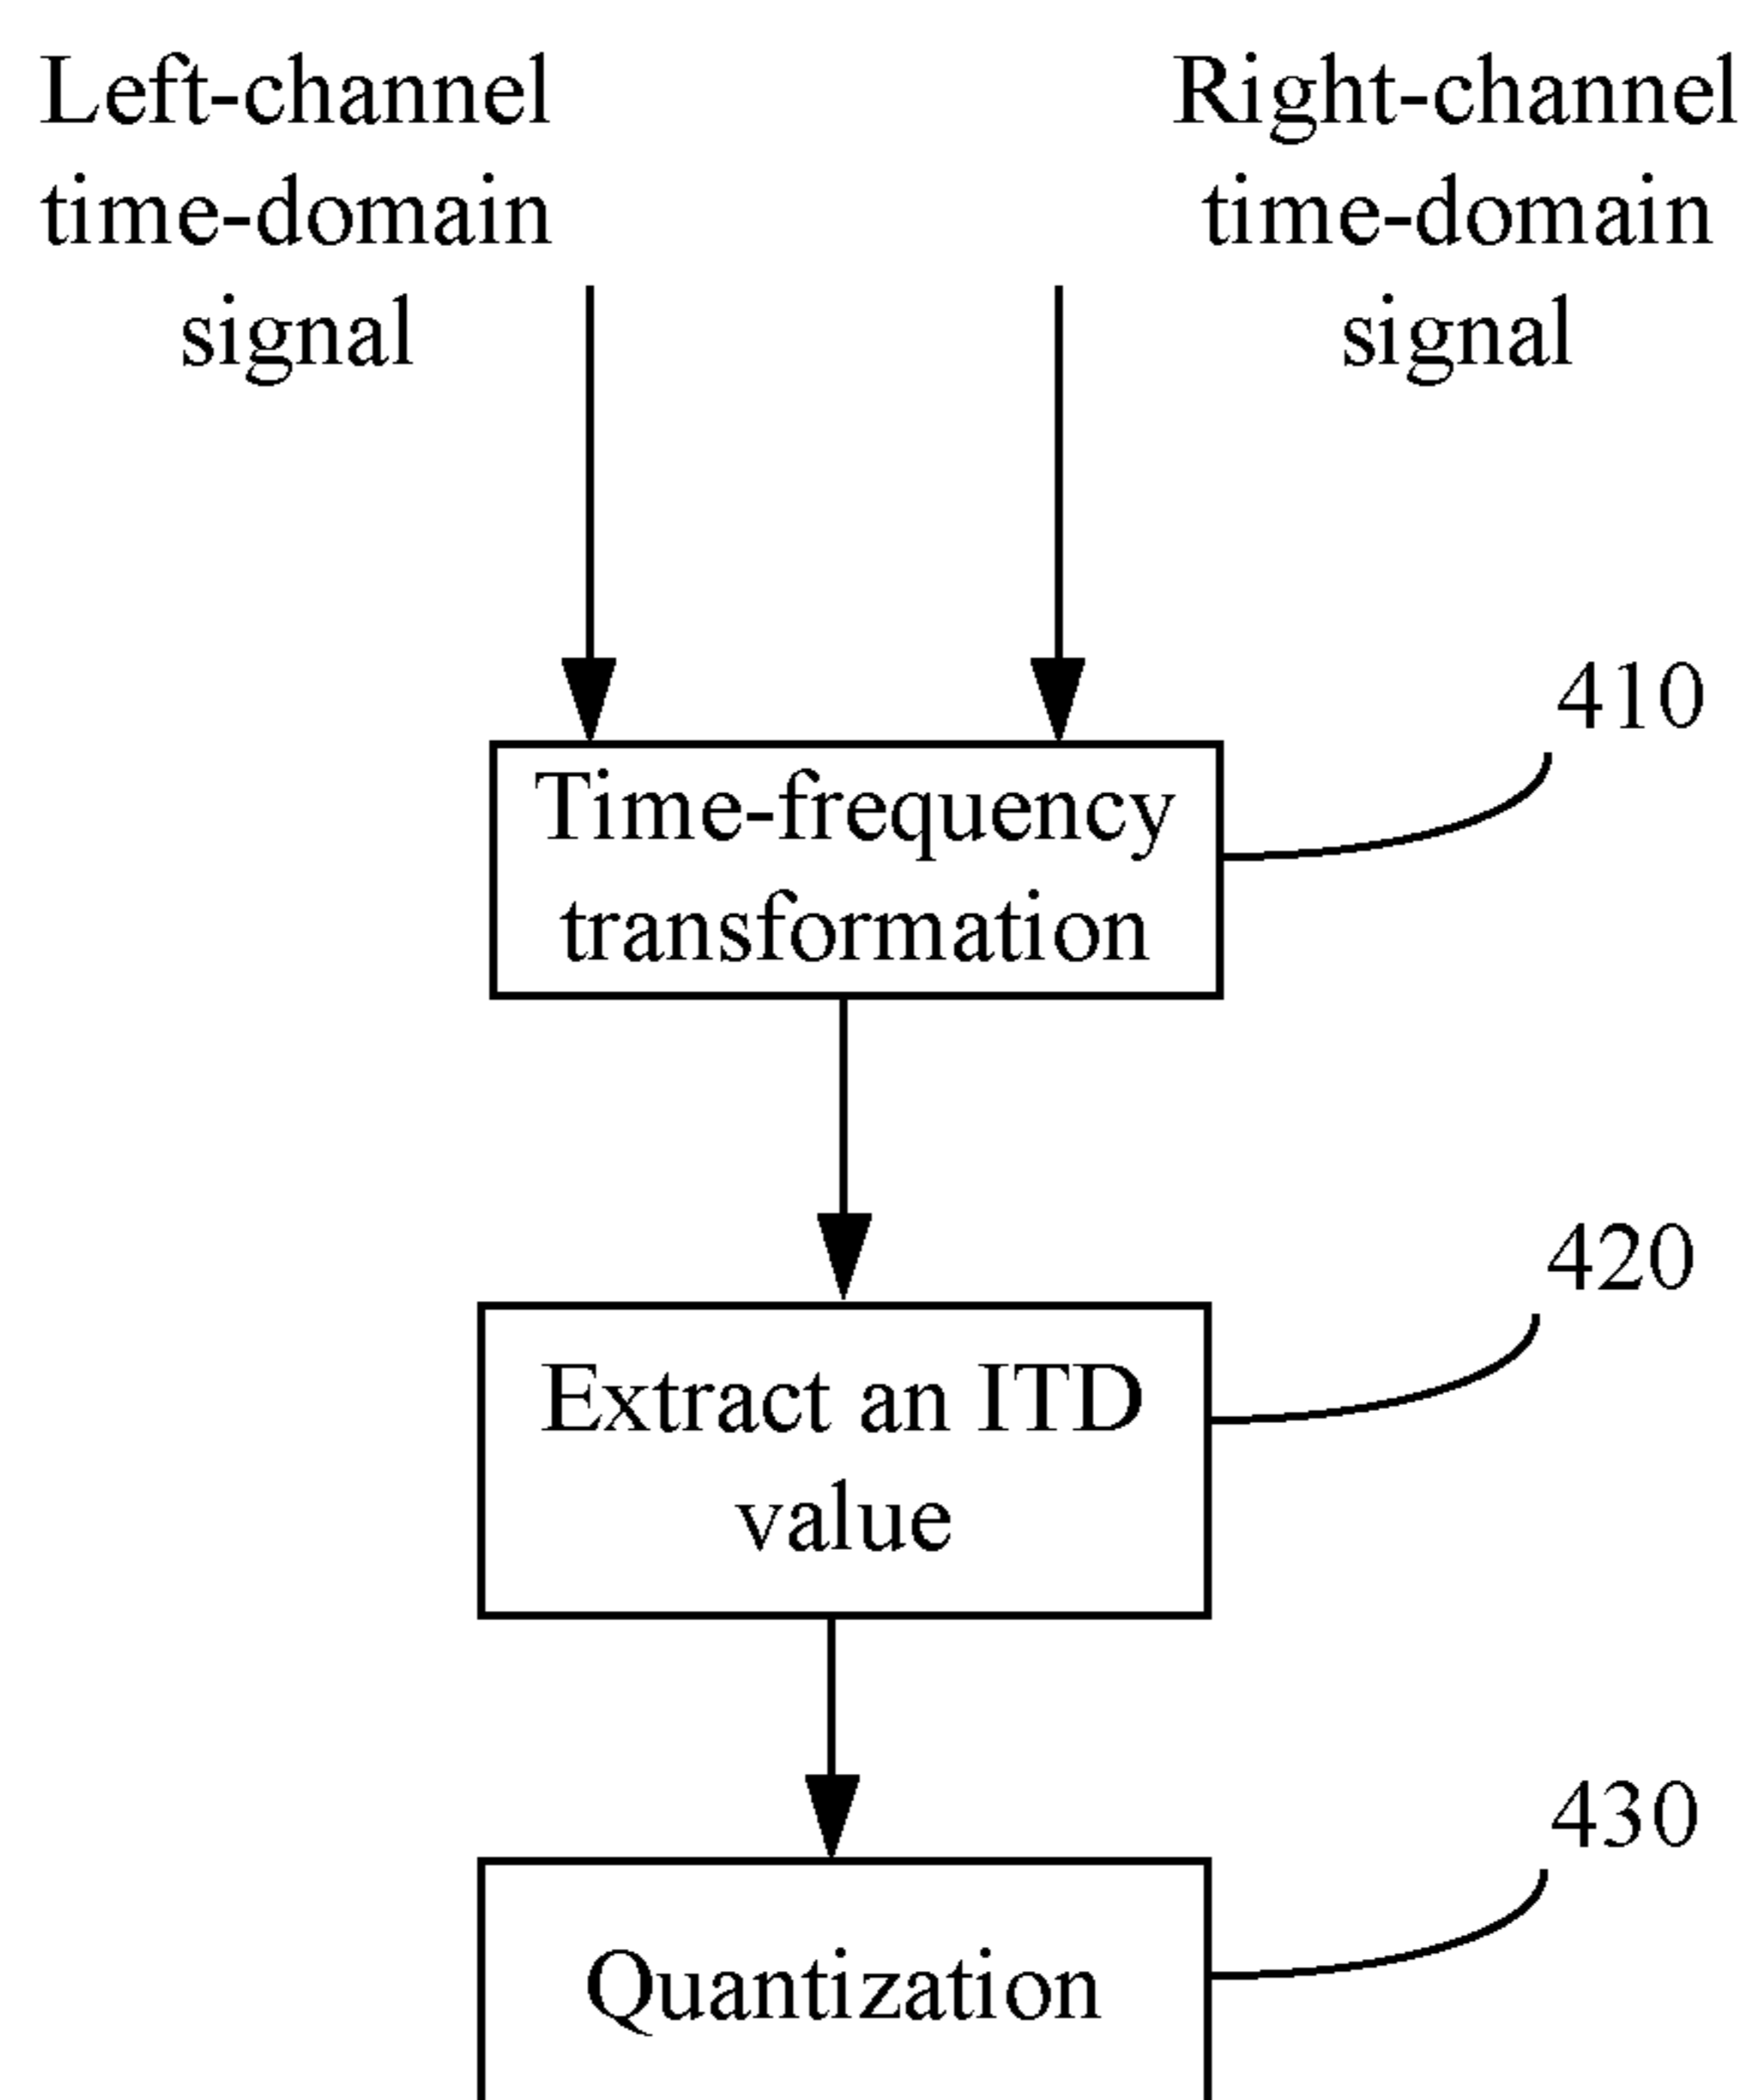 Left-channel
time-domain
signal
Right-channel
time-domain
signal
410
Time-frequency
transformation
420
Extract an ITD
value
430
Quantization